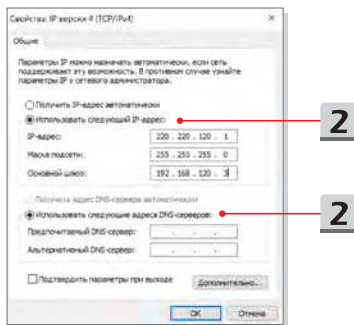 Свойства: IP версии 4 (TCP/IPv4)
Общие
Параметры IP можно назначать автоматически, если сеть
поддерживает эту возможность. В противном случае узнайте
параметры IP у сетевого администратора.
Получить IP-адрес автоматически
Использовать следующий IP-адрес:
2
IP-адрес: 220 . 220 . 120 . 1
Маска подсети: 255 . 255 . 255 . 0
Основной шлюз: 192 . 168 . 120 . 3
Получить адрес DNS-сервера автоматически
Использовать следующие адреса DNS-серверов:
2
Предпочитаемый DNS-сервер:
Альтернативный DNS-сервер:
Подтвердить параметры при выходе
Дополнительно...
ОК Отмена